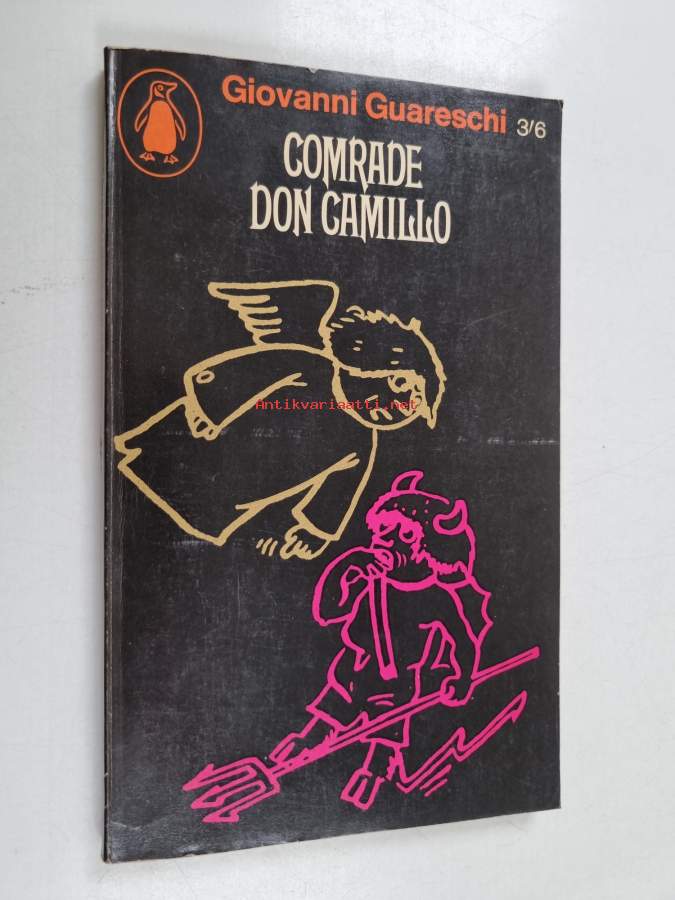 Giovanni Guareschi 3/6
COMRADE
DON CAMILLO
Antikvariaatti.net